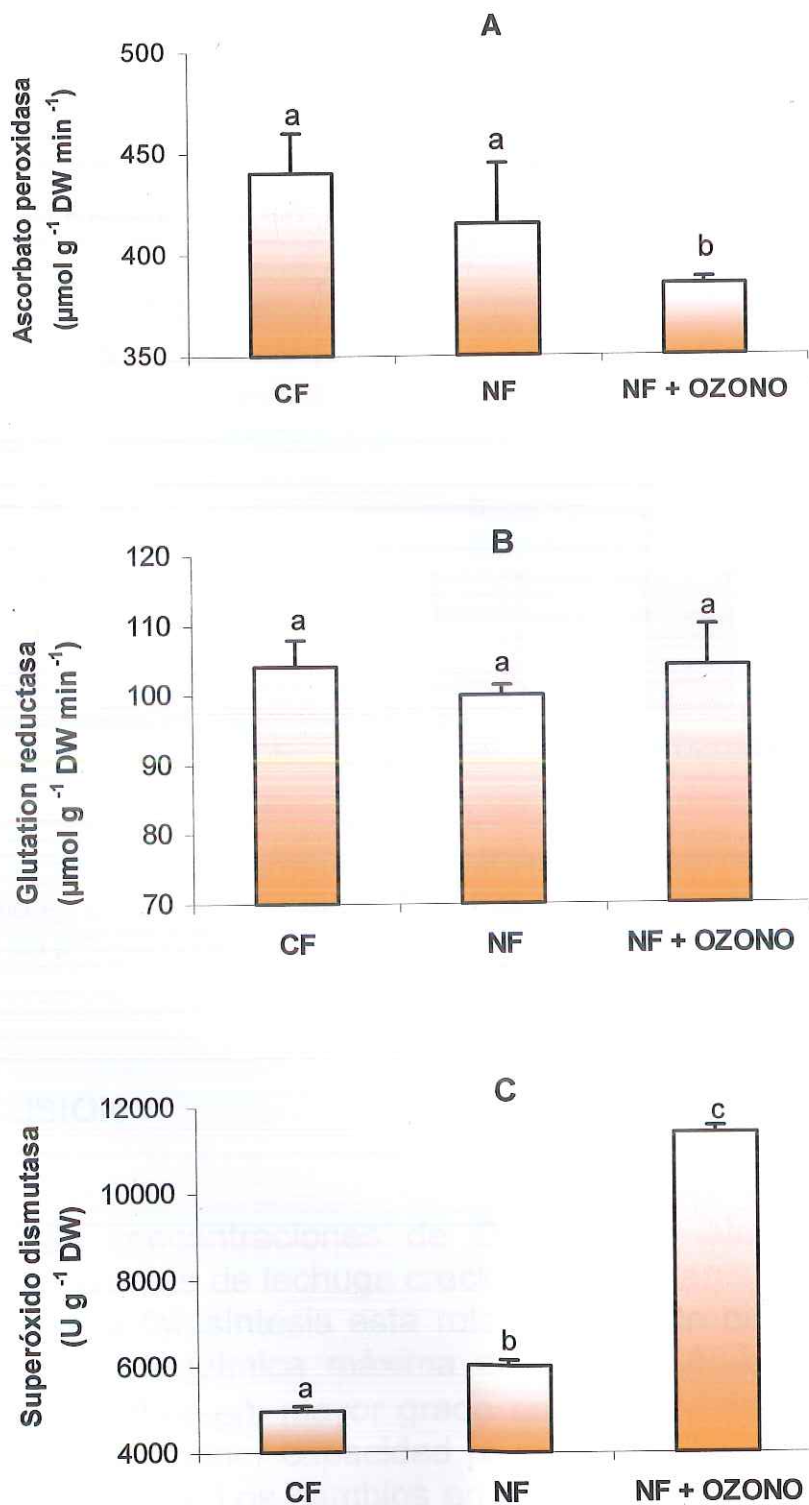 A
Ascorbato peroxidasa
(µmol g⁻¹ DW min⁻¹)
500
450
400
350
a
a
b
CF
NF
NF + OZONO
B
Glutation reductasa
(µmol g⁻¹ DW min⁻¹)
120
110
100
90
80
70
a
a
a
CF
NF
NF + OZONO
C
Superóxido dismutasa
(U g⁻¹ DW)
12000
10000
8000
6000
4000
a
b
c
CF
NF
NF + OZONO